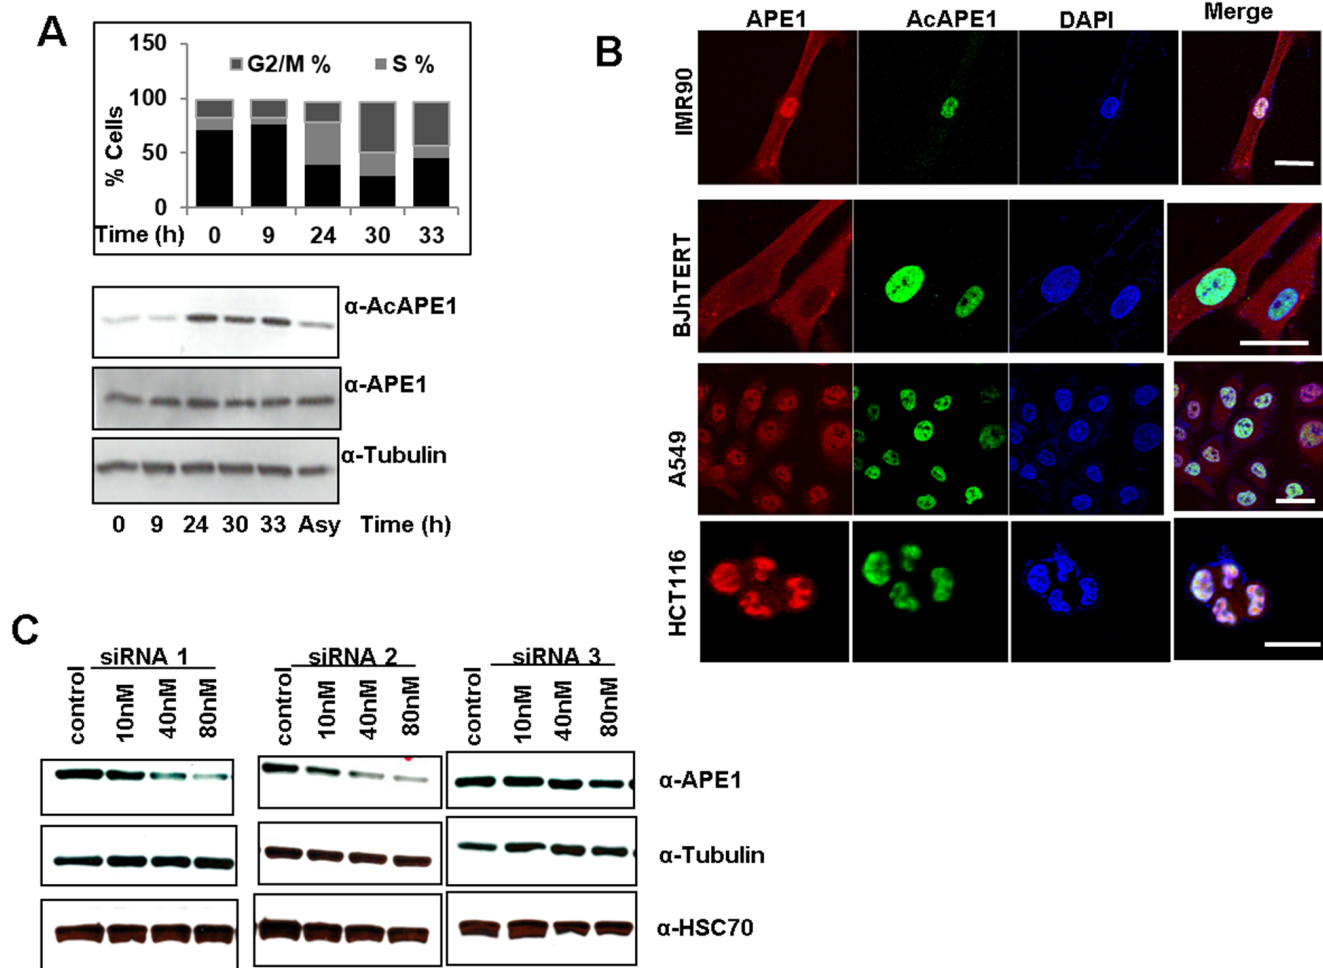 A
150
G2/M % S %
100
50
0
% Cells
Time (h) 0 9 24 30 33
α-AcAPE1
α-APE1
α-Tubulin
0 9 24 30 33 Asy Time (h)
B
APE1 AcAPE1 DAPI Merge
IMR90
BJhTERT
A549
HCT116
C
siRNA 1 siRNA 2 siRNA 3
control 10nM 40nM 80nM control 10nM 40nM 80nM control 10nM 40nM 80nM
α-APE1
α-Tubulin
α-HSC70